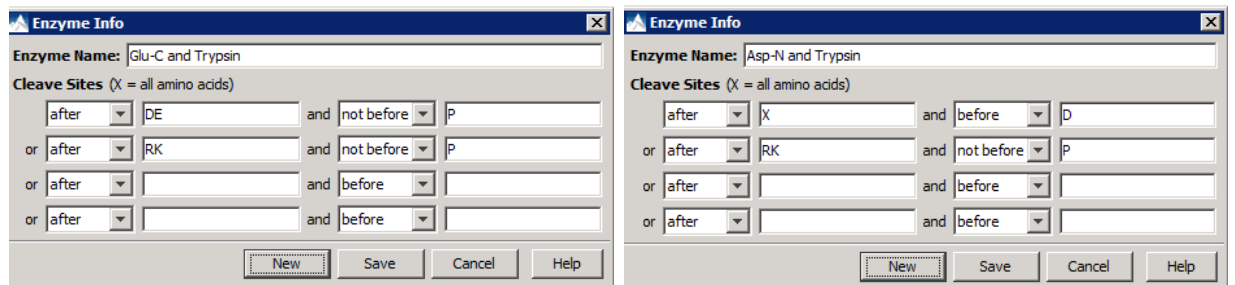 Enzyme Info
Enzyme Name: Glu-C and Trypsin
Cleave Sites (X = all amino acids)
after DE and not before P
or after RK and not before P
or after and before
or after and before
New Save Cancel Help
Enzyme Info
Enzyme Name: Asp-N and Trypsin
Cleave Sites (X = all amino acids)
after X and before D
or after RK and not before P
or after and before
or after and before
New Save Cancel Help